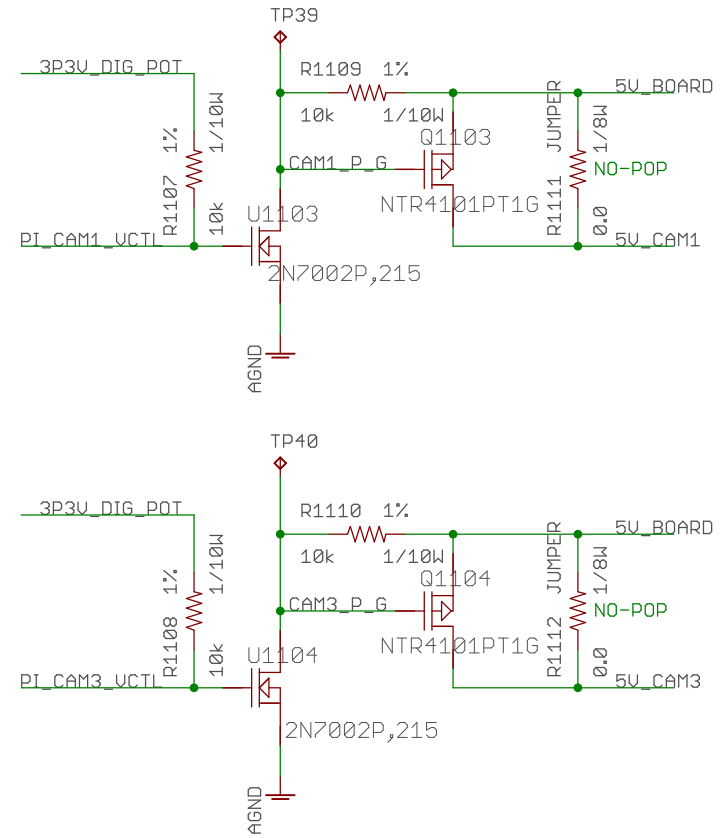 TP39
3P3V_DIG_POT
R1109 1%
10k 1/10W
5V_BOARD
R1107 1%
10k 1/10W
CAM1_P_G
Q1103
NTR4101PT1G
JUMPER
R1111
1/8W
0.0
NO-POP
U1103
PI_CAM1_VCTL
5V_CAM1
2N7002P,215
AGND
TP40
3P3V_DIG_POT
R1110 1%
10k 1/10W
5V_BOARD
R1108 1%
10k 1/10W
CAM3_P_G
Q1104
NTR4101PT1G
JUMPER
R1112
1/8W
0.0
NO-POP
U1104
PI_CAM3_VCTL
5V_CAM3
2N7002P,215
AGND